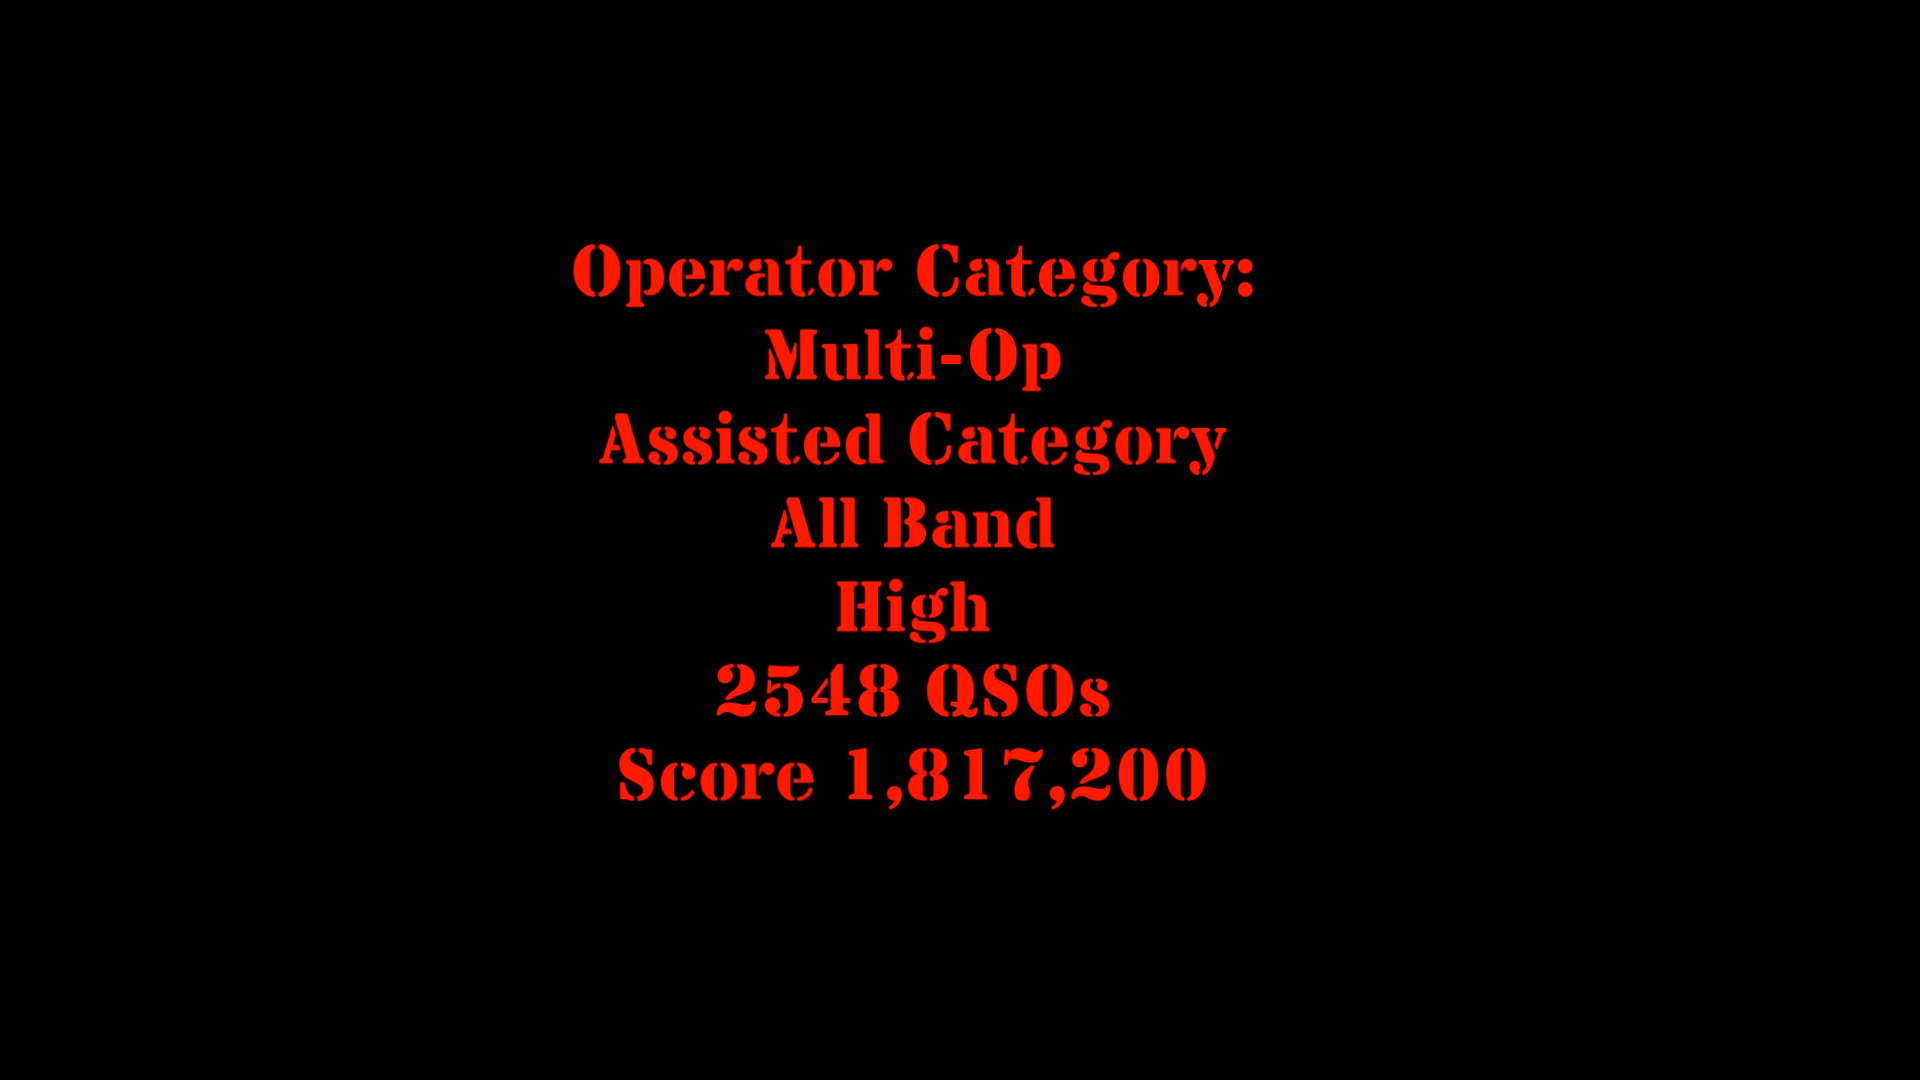 Operator Category:
Multi-Op
Assisted Category
All Band
High
2548 QSOs
Score 1,817,200